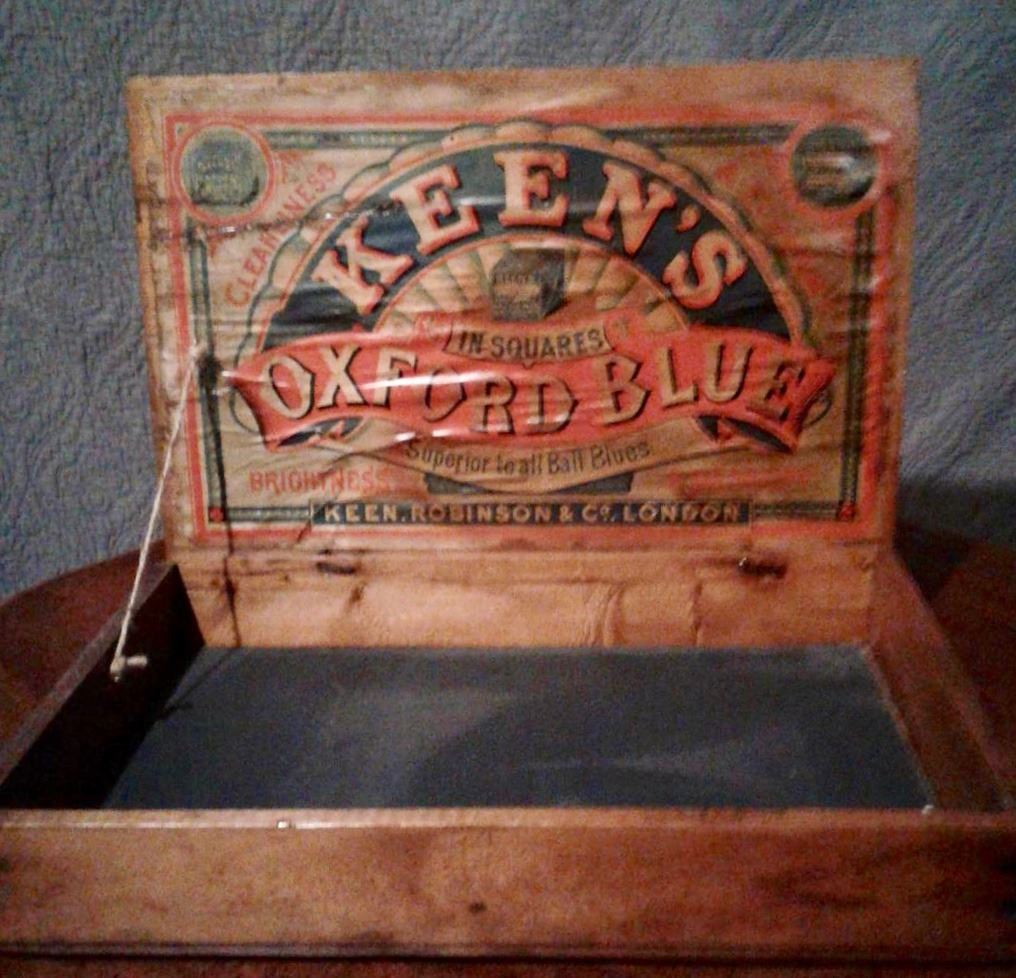 CLEANLINESS
KEEN'S
IN SQUARES
OXFORD BLUE
Superior to all Ball Blues
BRIGHTNESS
KEEN, ROBINSON & Co. LONDON